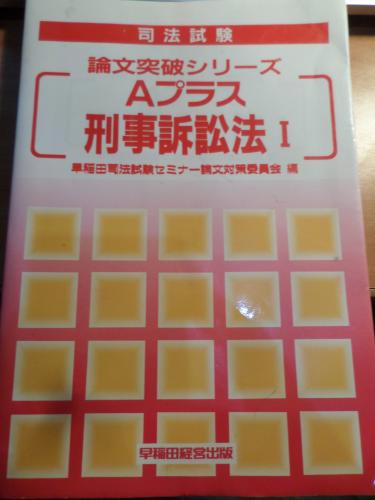 司法試験
論文突破シリーズ
Aプラス
刑事訴訟法 I
早稲田司法試験セミナー論文対策委員会 編
早稲田経営出版